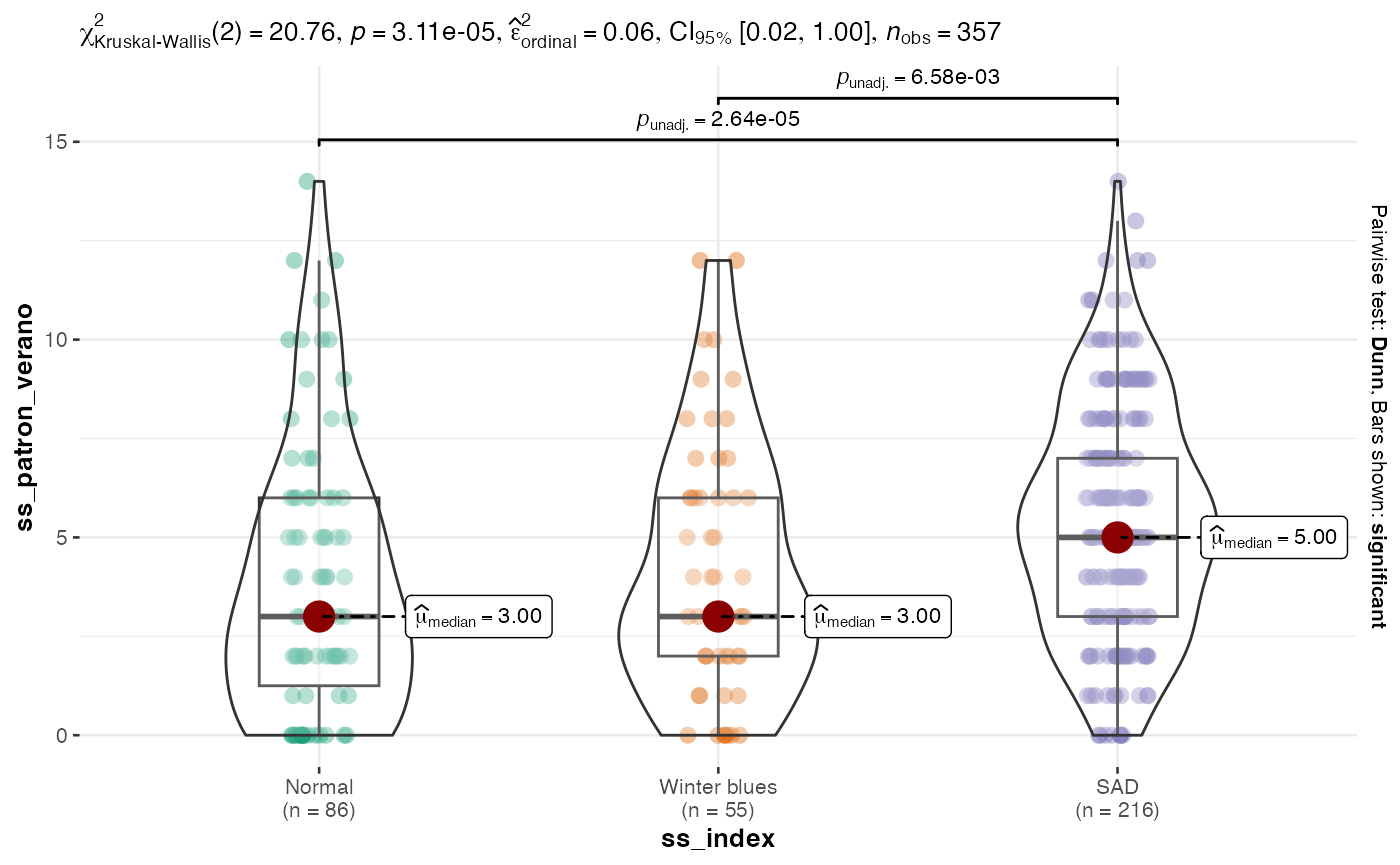 χ²Kruskal-Wallis(2) = 20.76, p = 3.11e-05, ε̂²ordinal = 0.06, CI95% [0.02, 1.00], nobs = 357
punadj. = 6.58e-03
punadj. = 2.64e-05
15
10
5
0
ss_patron_verano
μ̂median = 3.00
μ̂median = 3.00
μ̂median = 5.00
Pairwise test: Dunn, Bars shown: significant
Normal
(n = 86)
Winter blues
(n = 55)
SAD
(n = 216)
ss_index